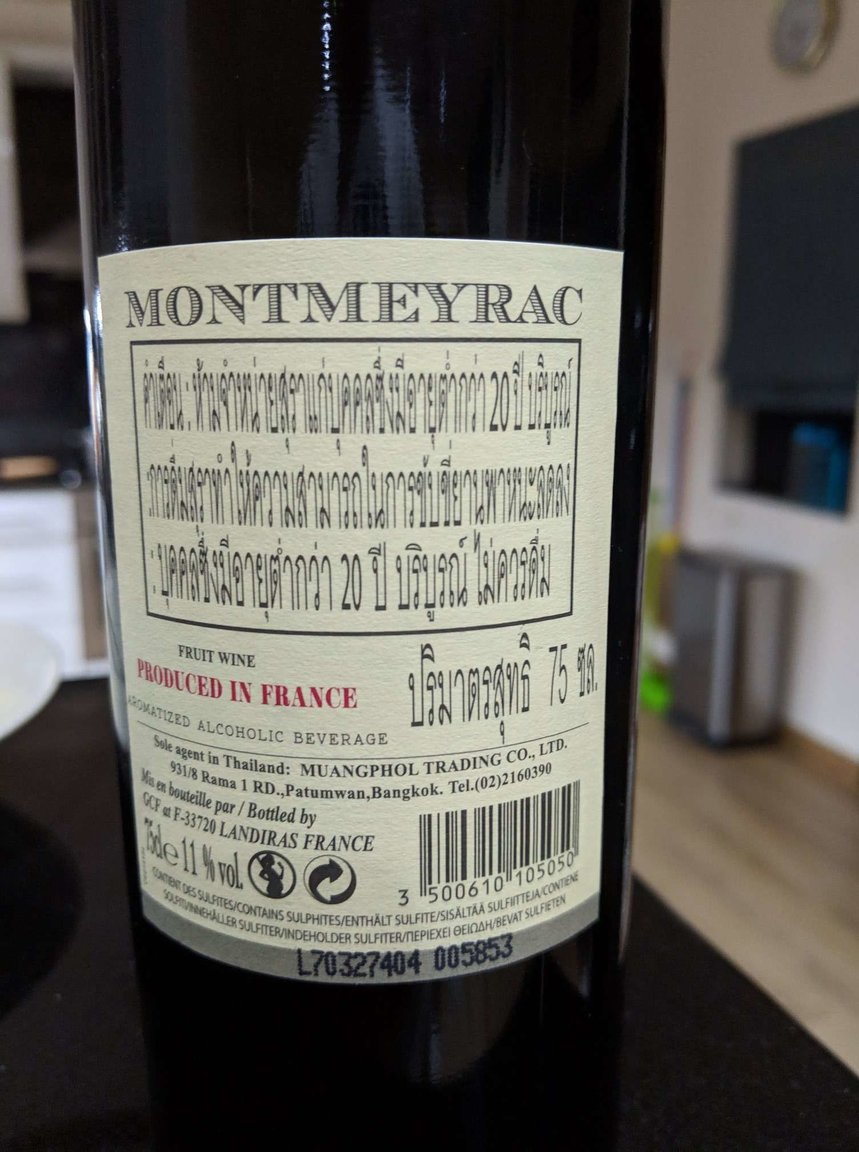 MONTMEYRAC
คำเตือน : ห้ามจำหน่ายสุราแก่บุคคลซึ่งมีอายุต่ำกว่า 20 ปี บริบูรณ์
:การดื่มสุราทำให้ความสามารถในการขับขี่ยานพาหนะลดลง
: บุคคลซึ่งมีอายุต่ำกว่า 20 ปี บริบูรณ์ ไม่ควรดื่ม
FRUIT WINE
PRODUCED IN FRANCE
AROMATIZED ALCOHOLIC BEVERAGE
ปริมาตรสุทธิ 75 ซล.
Sole agent in Thailand: MUANGPHOL TRADING CO., LTD.
931/8 Rama 1 RD.,Patumwan,Bangkok. Tel.(02)2160390
Mis en bouteille par / Bottled by
GCF at F-33720 LANDIRAS FRANCE
75cl e 11 % vol.
3 500610 105050
CONTIENT DES SULFITES/CONTAINS SULPHITES/ENTHÄLT SULFITE/SISÄLTÄÄ SULFIITTEJA/CONTIENE
SOLFITI/INNEHÅLLER SULFITER/INDEHOLDER SULFITER/ΠΕΡΙΕΧΕΙ ΘΕΙΩΔΗ/BEVAT SULFIETEN
L70327404 005853